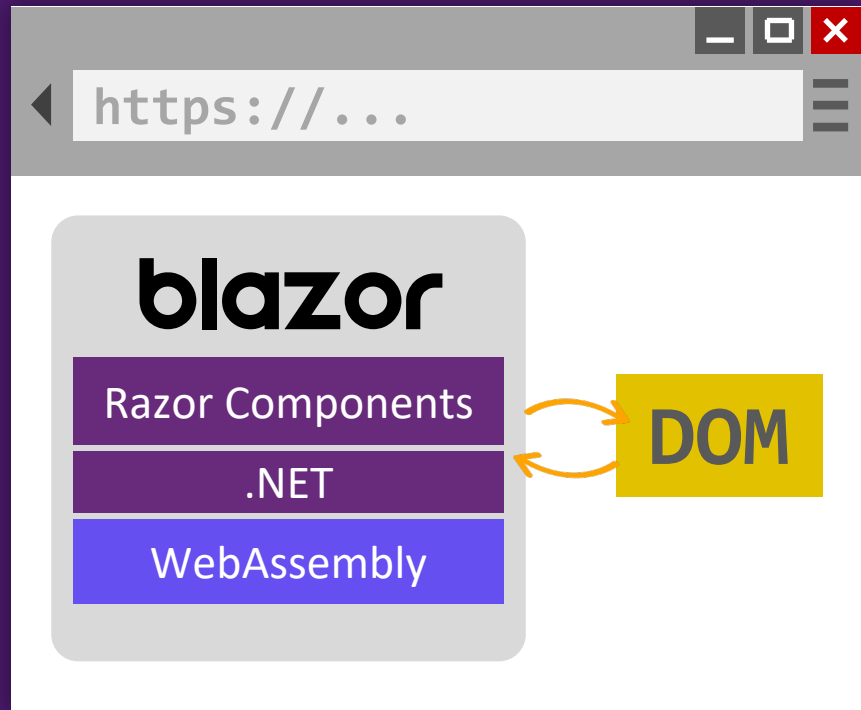 https://...
blazor
Razor Components
.NET
WebAssembly
DOM